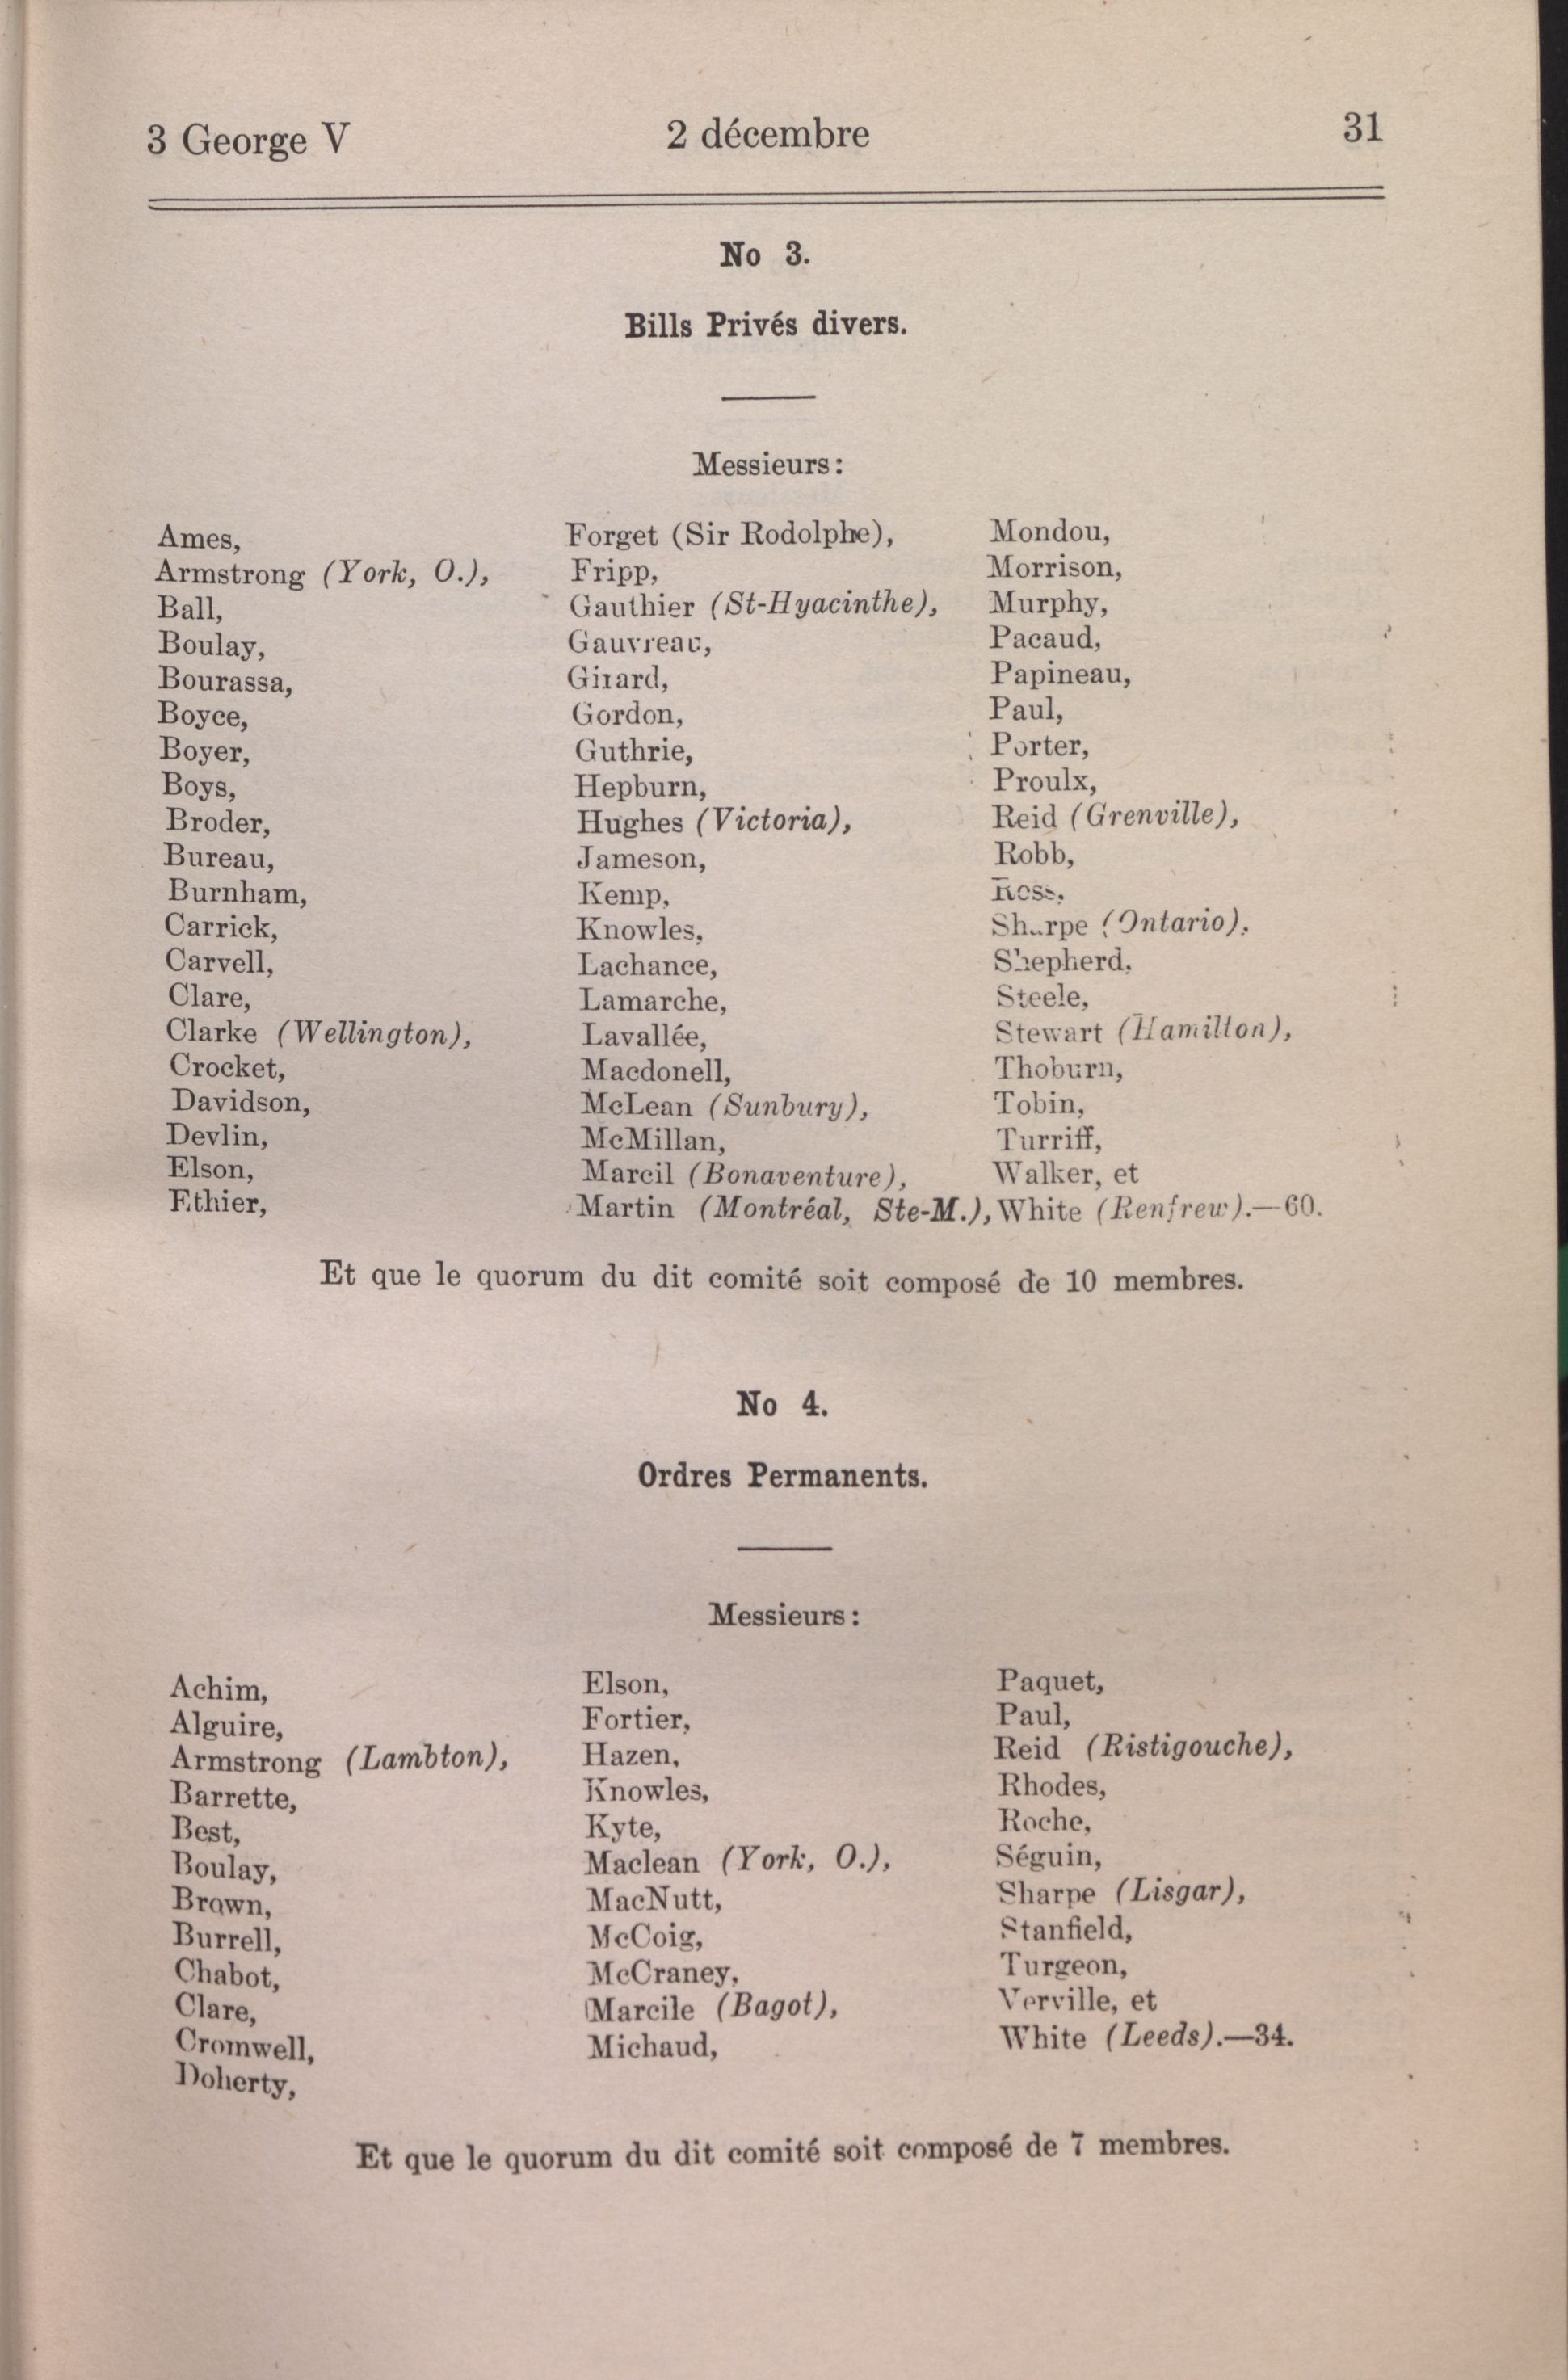 3 George V
2 décembre
31
No 3.
Bills Privés divers.
Messieurs:
Ames,
Armstrong (York, O.),
Ball,
Boulay,
Bourassa,
Boyce,
Boyer,
Boys,
Broder,
Bureau,
Burnham,
Carrick,
Carvell,
Clare,
Clarke (Wellington),
Crocket,
Davidson,
Devlin,
Elson,
Ethier,
Forget (Sir Rodolphe),
Fripp,
Gauthier (St-Hyacinthe),
Gauvreau,
Girard,
Gordon,
Guthrie,
Hepburn,
Hughes (Victoria),
Jameson,
Kemp,
Knowles,
Lachance,
Lamarche,
Lavallée,
Macdonell,
McLean (Sunbury),
McMillan,
Marcil (Bonaventure),
Martin (Montréal, Ste-M.),
Mondou,
Morrison,
Murphy,
Pacaud,
Papineau,
Paul,
Porter,
Proulx,
Reid (Grenville),
Robb,
Ross,
Sharpe (Ontario),
Shepherd,
Steele,
Stewart (Hamilton),
Thoburn,
Tobin,
Turriff,
Walker, et
White (Renfrew).—60.
Et que le quorum du dit comité soit composé de 10 membres.
No 4.
Ordres Permanents.
Messieurs:
Achim,
Alguire,
Armstrong (Lambton),
Barrette,
Best,
Boulay,
Brown,
Burrell,
Chabot,
Clare,
Cromwell,
Doherty,
Elson,
Fortier,
Hazen,
Knowles,
Kyte,
Maclean (York, O.),
MacNutt,
McCoig,
McCraney,
Marcile (Bagot),
Michaud,
Paquet,
Paul,
Reid (Ristigouche),
Rhodes,
Roche,
Séguin,
Sharpe (Lisgar),
Stanfield,
Turgeon,
Verville, et
White (Leeds).—34.
Et que le quorum du dit comité soit composé de 7 membres.